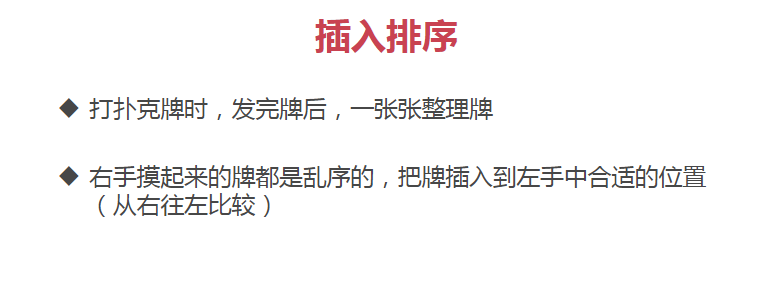 插入排序
◆ 打扑克牌时，发完牌后，一张张整理牌
◆ 右手摸起来的牌都是乱序的，把牌插入到左手中合适的位置
（从右往左比较）